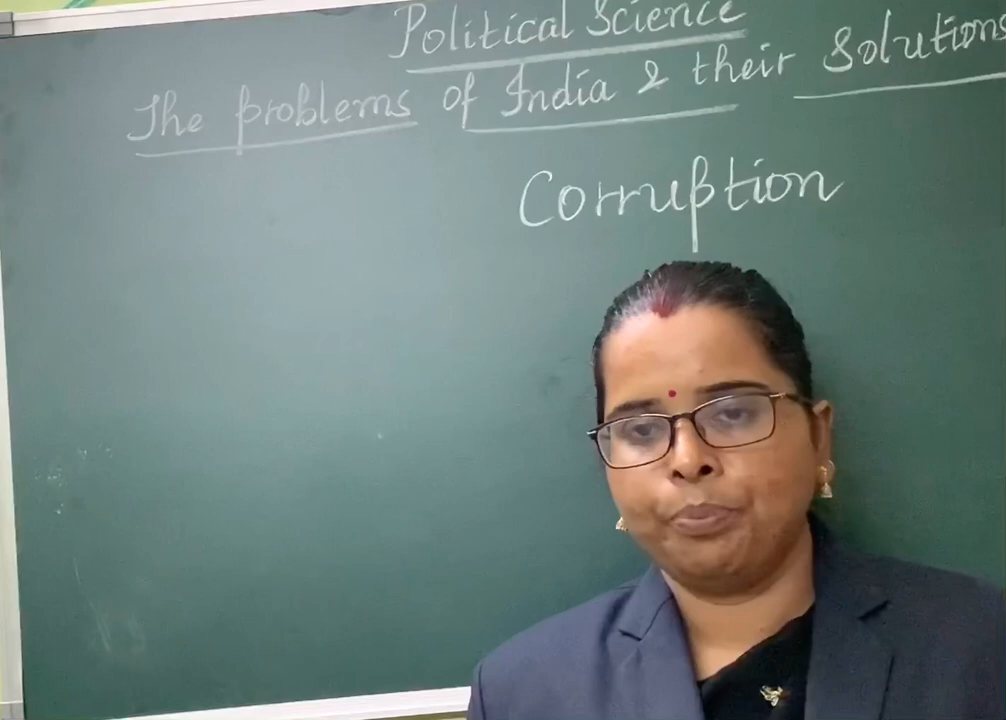 Political Science
The problems of India & their Solutions
Corruption